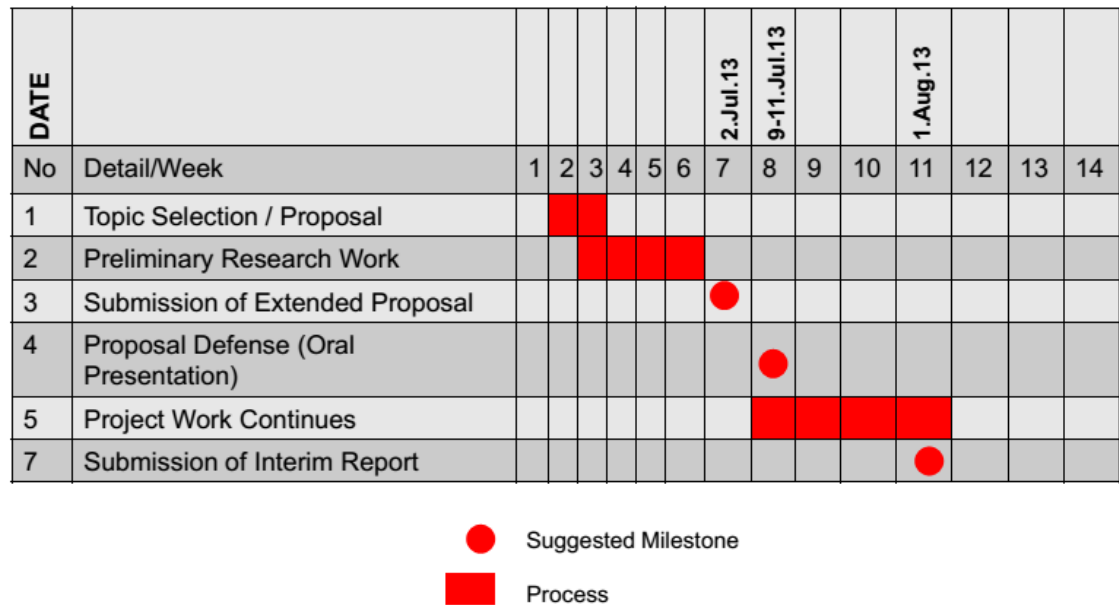 DATE 2.Jul.13 9-11.Jul.13 1.Aug.13
No Detail/Week 1 2 3 4 5 6 7 8 9 10 11 12 13 14
1 Topic Selection / Proposal
2 Preliminary Research Work
3 Submission of Extended Proposal
4 Proposal Defense (Oral
Presentation)
5 Project Work Continues
7 Submission of Interim Report
Suggested Milestone
Process